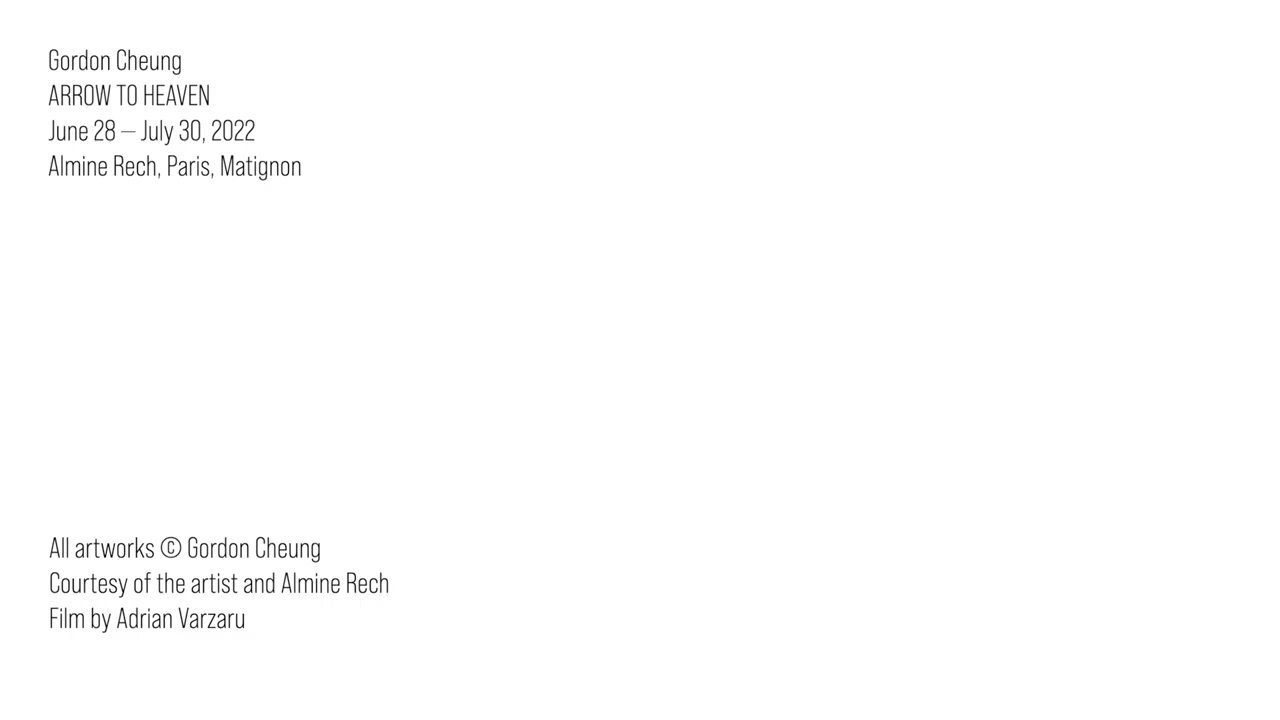 Gordon Cheung
ARROW TO HEAVEN
June 28 — July 30, 2022
Almine Rech, Paris, Matignon
All artworks © Gordon Cheung
Courtesy of the artist and Almine Rech
Film by Adrian Varzaru